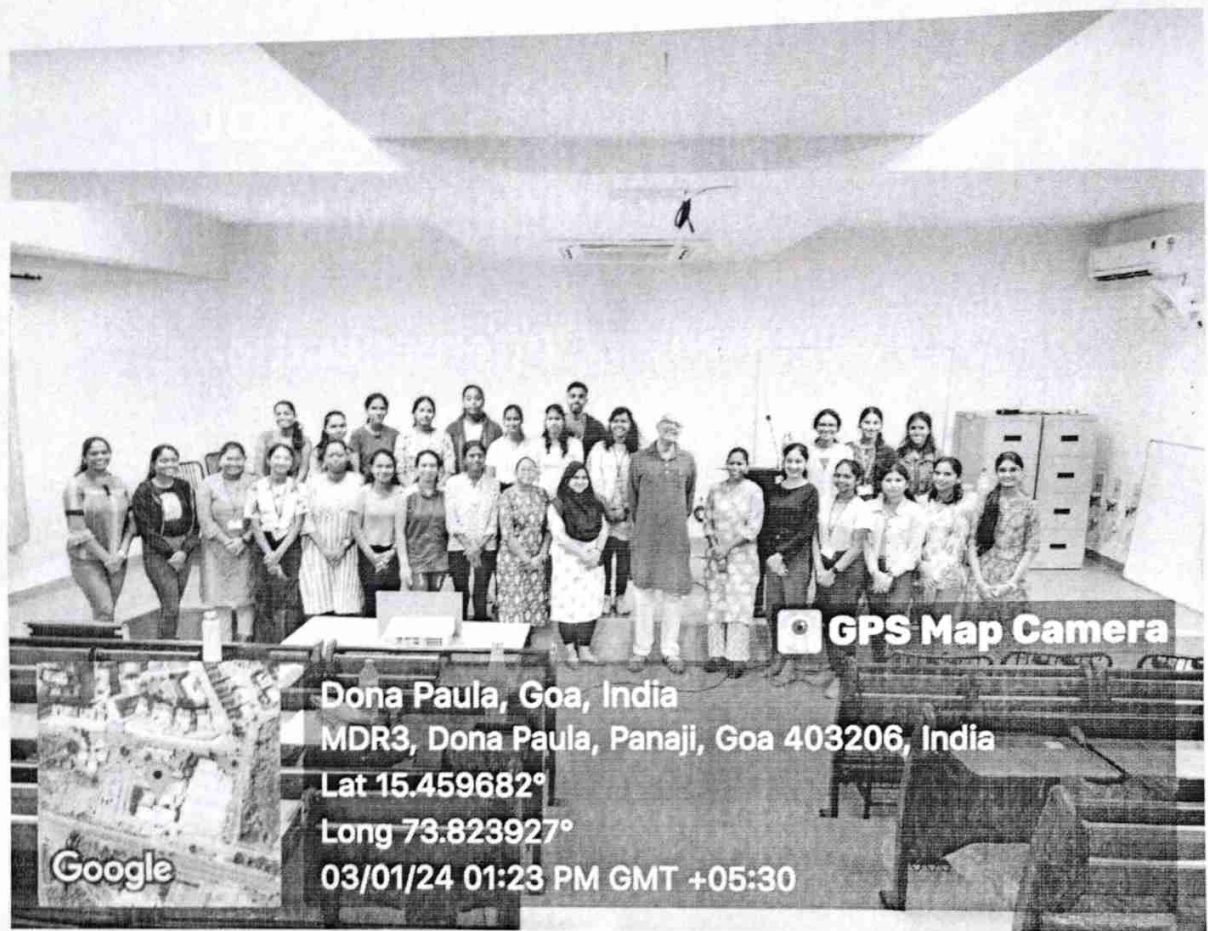 GPS Map Camera
Dona Paula, Goa, India
MDR3, Dona Paula, Panaji, Goa 403206, India
Lat 15.459682°
Long 73.823927°
03/01/24 01:23 PM GMT +05:30
Google